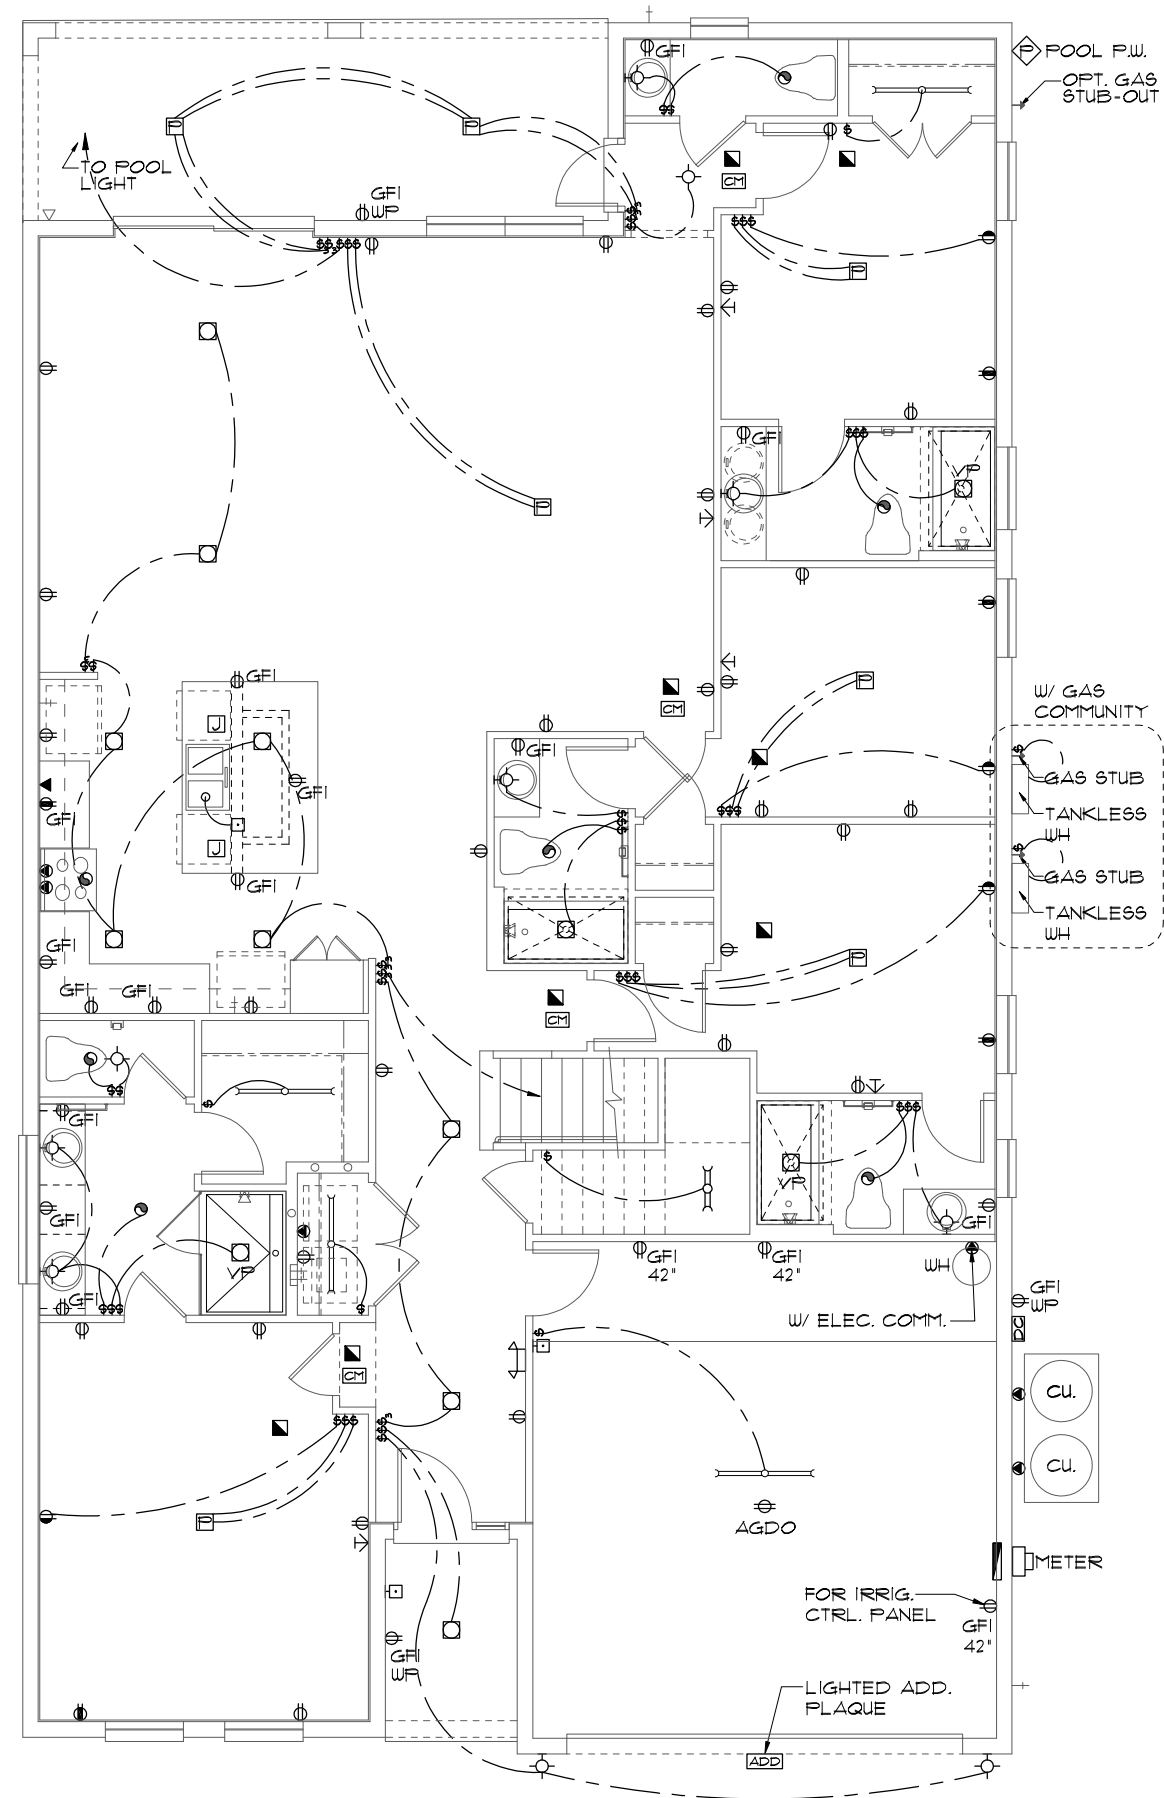 GFI
P POOL P.W.
OPT. GAS
STUB-OUT
P
P
TO POOL
LIGHT
GFI
WP
CM
$
$$
$$$
$$$$$
P
P
GFI
$$$
VP
$$
GFI
J
GFI
GFI
J
GFI
GFI
GFI
GFI
CM
GFI
$$$
P
$$$
W/ GAS
COMMUNITY
$
GAS STUB
TANKLESS
WH
$
GAS STUB
TANKLESS
WH
P
$$$
CM
$$
$
GFI
GFI
GFI
VP
$$$
$
$
VP
$$$
GFI
GFI
42"
GFI
42"
WH
W/ ELEC. COMM.
GFI
WP
DC
$
CM
$$$
P
CU.
CU.
AGDO
METER
FOR IRRIG.
CTRL. PANEL
GFI
42"
GFI
WP
LIGHTED ADD.
PLAQUE
ADD